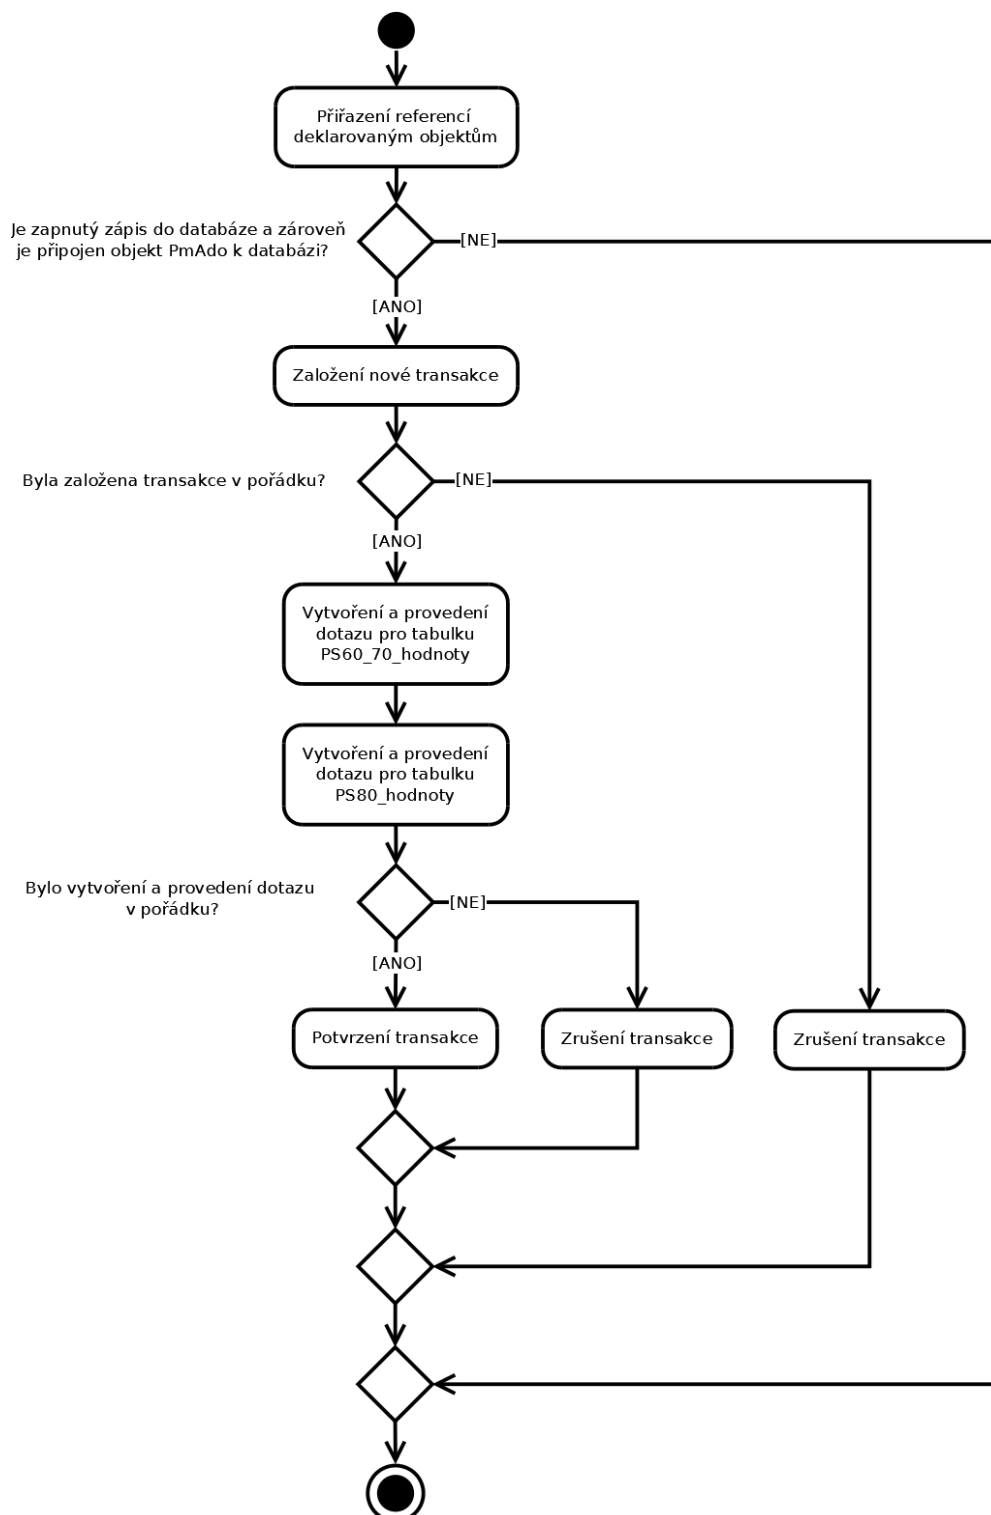 Přiřazení referencí
deklarovaným objektům
Je zapnutý zápis do databáze a zároveň
je připojen objekt PmAdo k databázi?
[NE]
[ANO]
Založení nové transakce
Byla založena transakce v pořádku?
[NE]
[ANO]
Vytvoření a provedení
dotazu pro tabulku
PS60_70_hodnoty
Vytvoření a provedení
dotazu pro tabulku
PS80_hodnoty
Bylo vytvoření a provedení dotazu
v pořádku?
[NE]
[ANO]
Potvrzení transakce
Zrušení transakce
Zrušení transakce